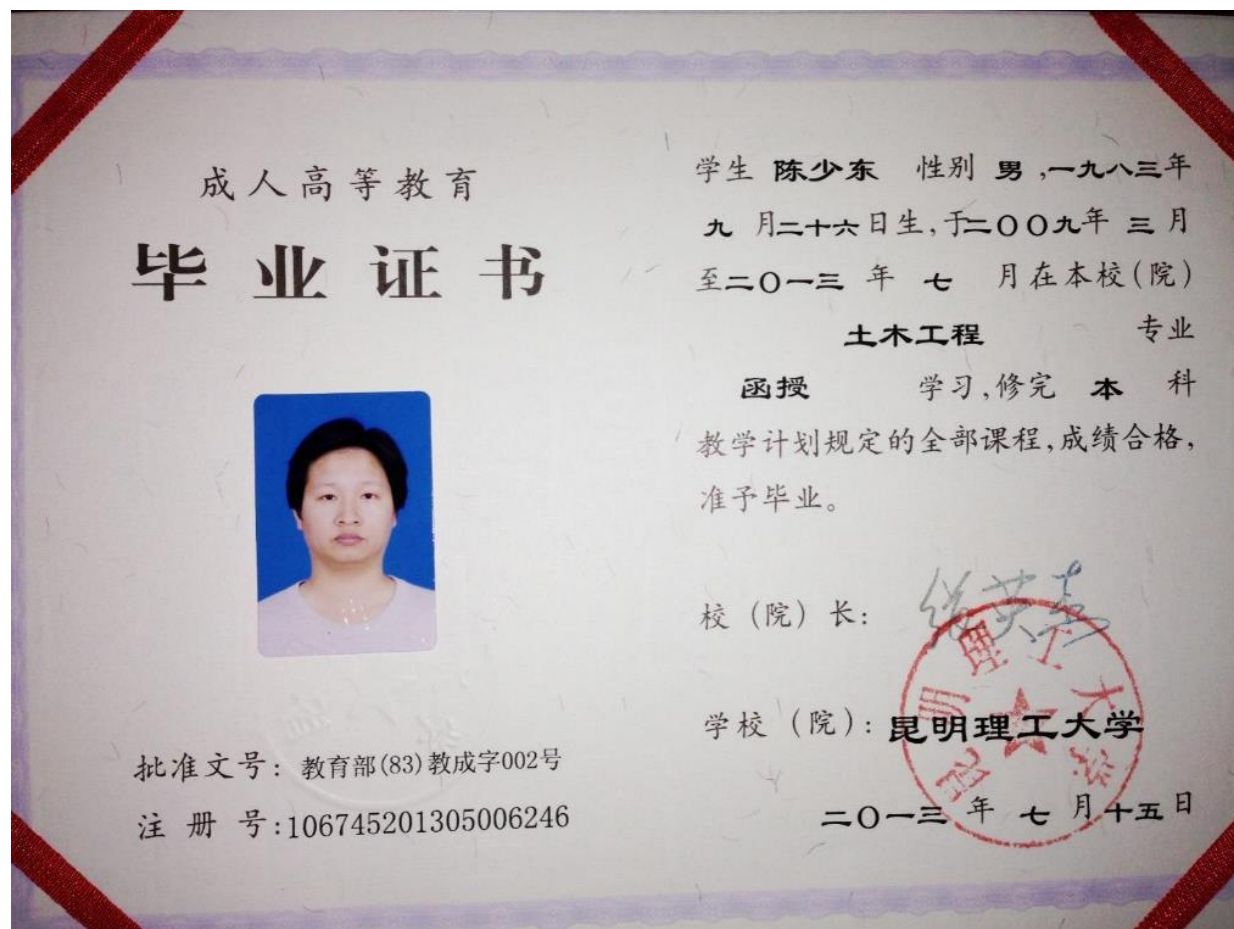 成人高等教育
毕业证书
批准文号：教育部(83)教成字002号
注册号:106745201305006246
学生 陈少东 性别 男,一九八三年
九 月二十六日生,于二〇〇九年 三 月
至二〇一三 年 七 月在本校(院)
土木工程 专业
函授 学习,修完 本 科
教学计划规定的全部课程,成绩合格,
准予毕业。
校（院）长:
学校（院）: 昆明理工大学
昆明理工大学
二〇一三 年 七 月十五日